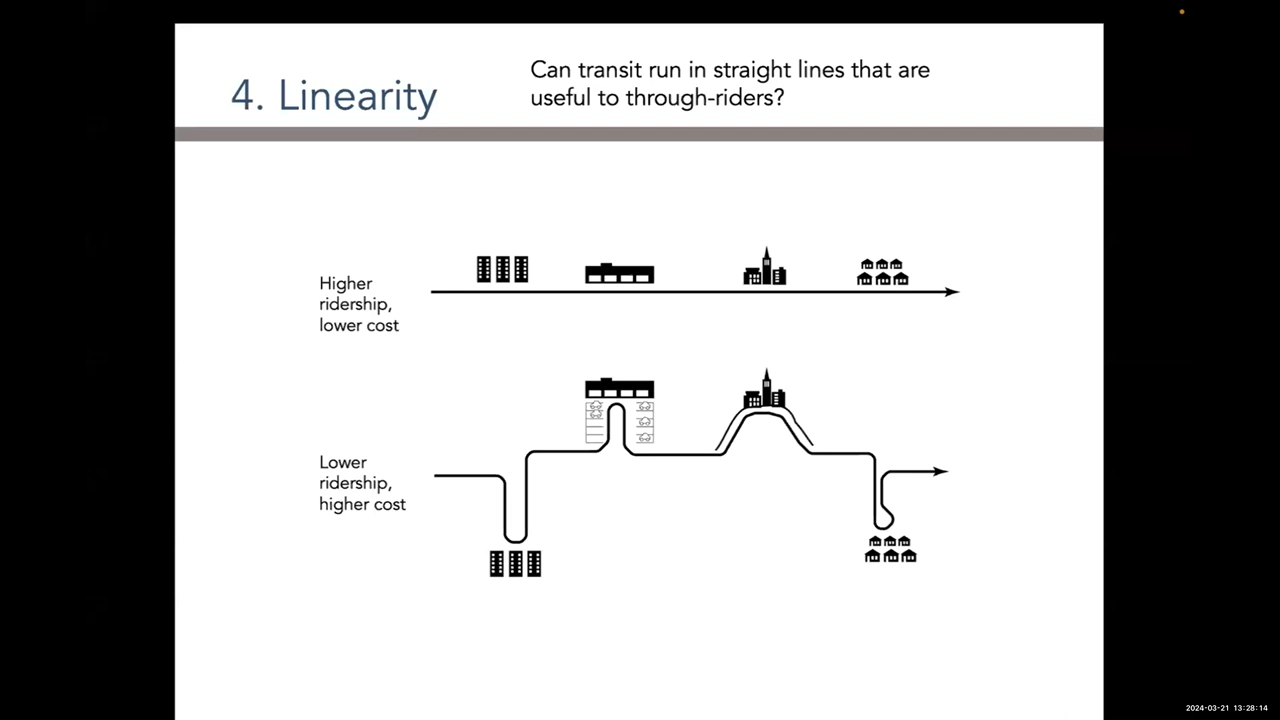 4. Linearity
Can transit run in straight lines that are
useful to through-riders?
Higher
ridership,
lower cost
Lower
ridership,
higher cost
2024-03-21 13:28:14